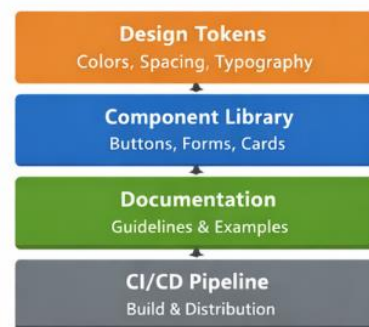 Design Tokens
Colors, Spacing, Typography
Component Library
Buttons, Forms, Cards
Documentation
Guidelines & Examples
CI/CD Pipeline
Build & Distribution